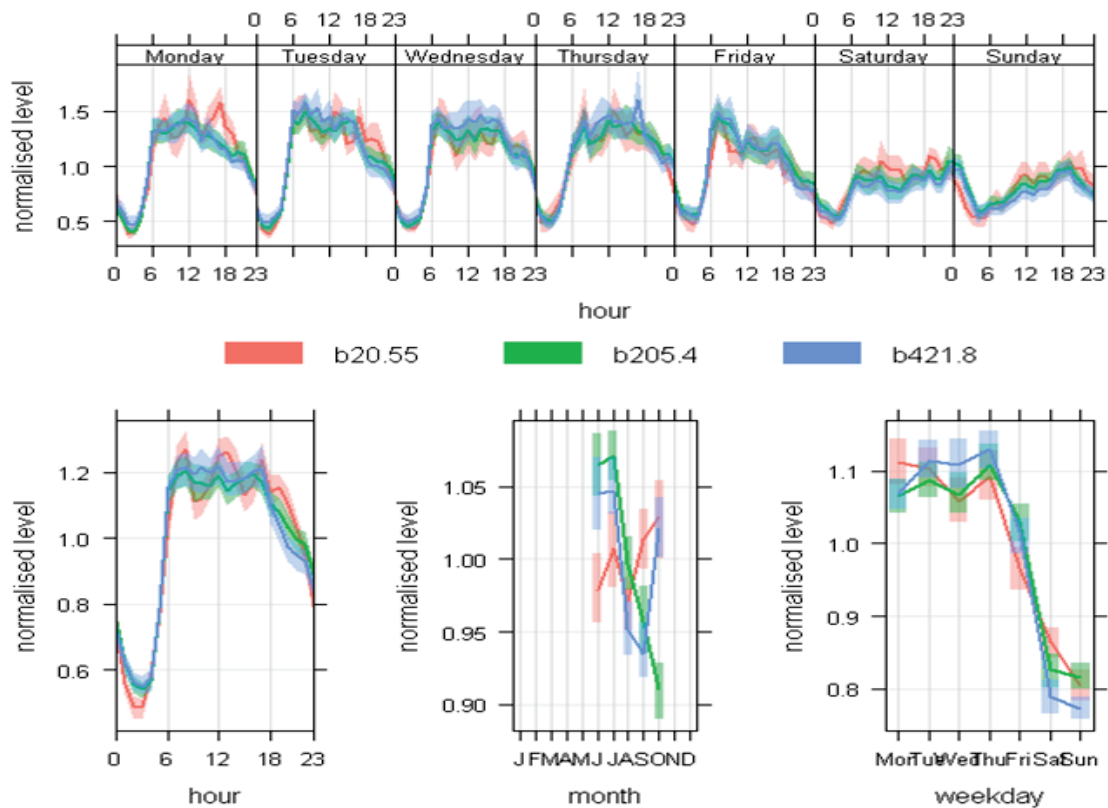 0 6 12 18 23 0 6 12 18 23 0 6 12 18 23
Monday Tuesday Wednesday Thursday Friday Saturday Sunday
normalised level
1.5
1.0
0.5
0 6 12 18 23 0 6 12 18 23 0 6 12 18 23 0 6 12 18 23
hour
b20.55 b205.4 b421.8
normalised level
1.2
1.0
0.8
0.6
0 6 12 18 23
hour
normalised level
1.05
1.00
0.95
0.90
J F M A M J J A S O N D
month
normalised level
1.1
1.0
0.9
0.8
Mon Tue Wed Thu Fri Sat Sun
weekday